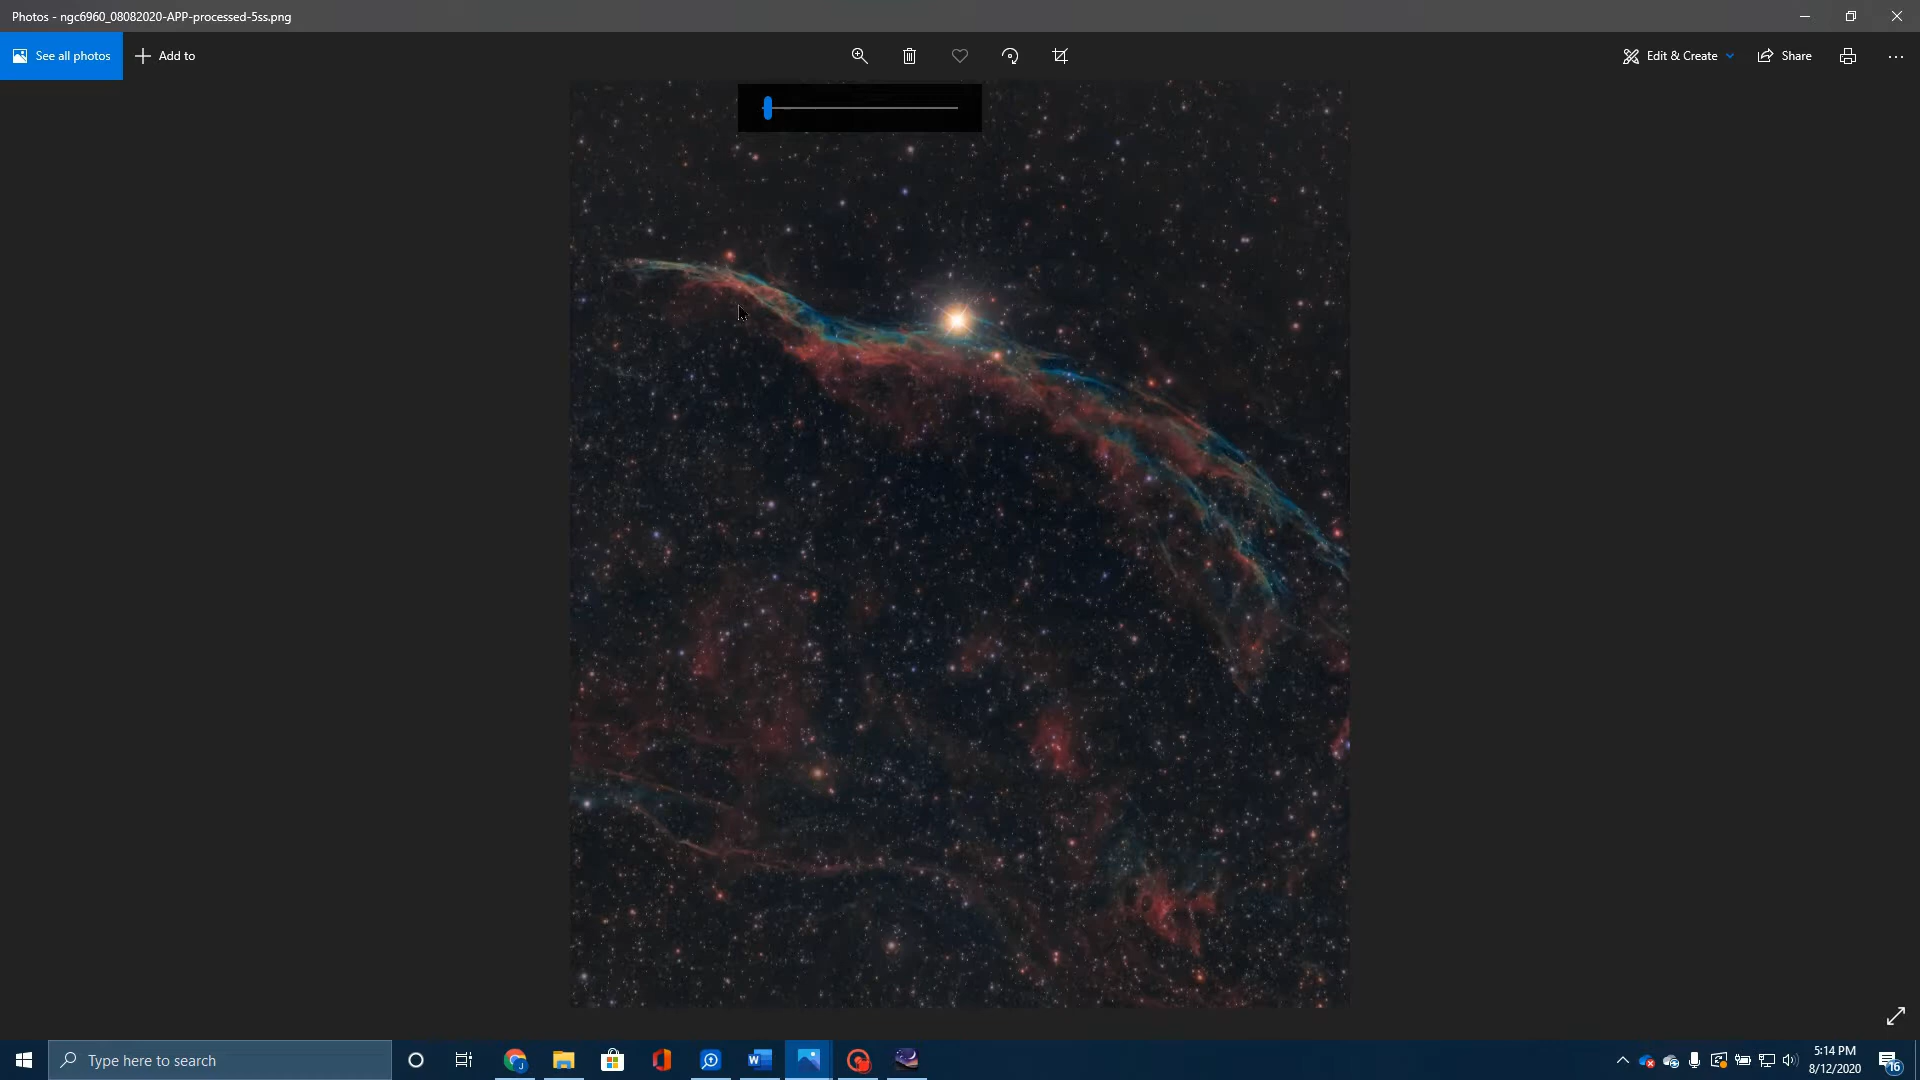 Photos - ngc6960_08082020-APP-processed-5ss.png
See all photos
Add to
Edit & Create
Share
Type here to search
5:14 PM
8/12/2020
16